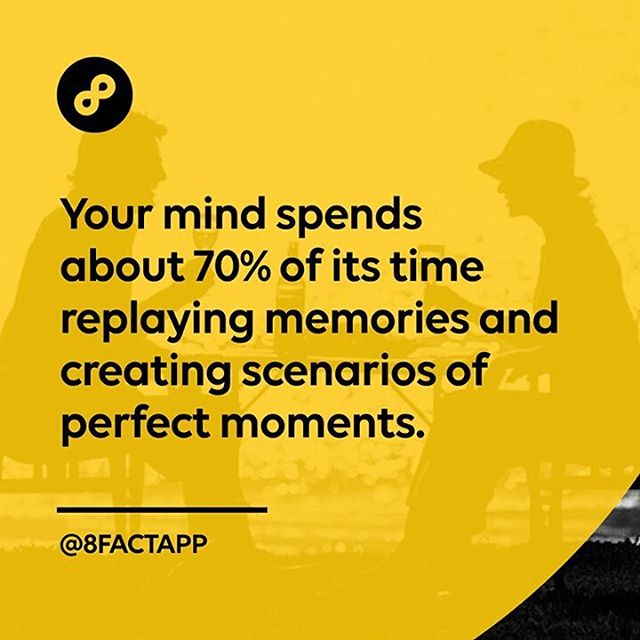 Your mind spends
about 70% of its time
replaying memories and
creating scenarios of
perfect moments.
@8FACTAPP